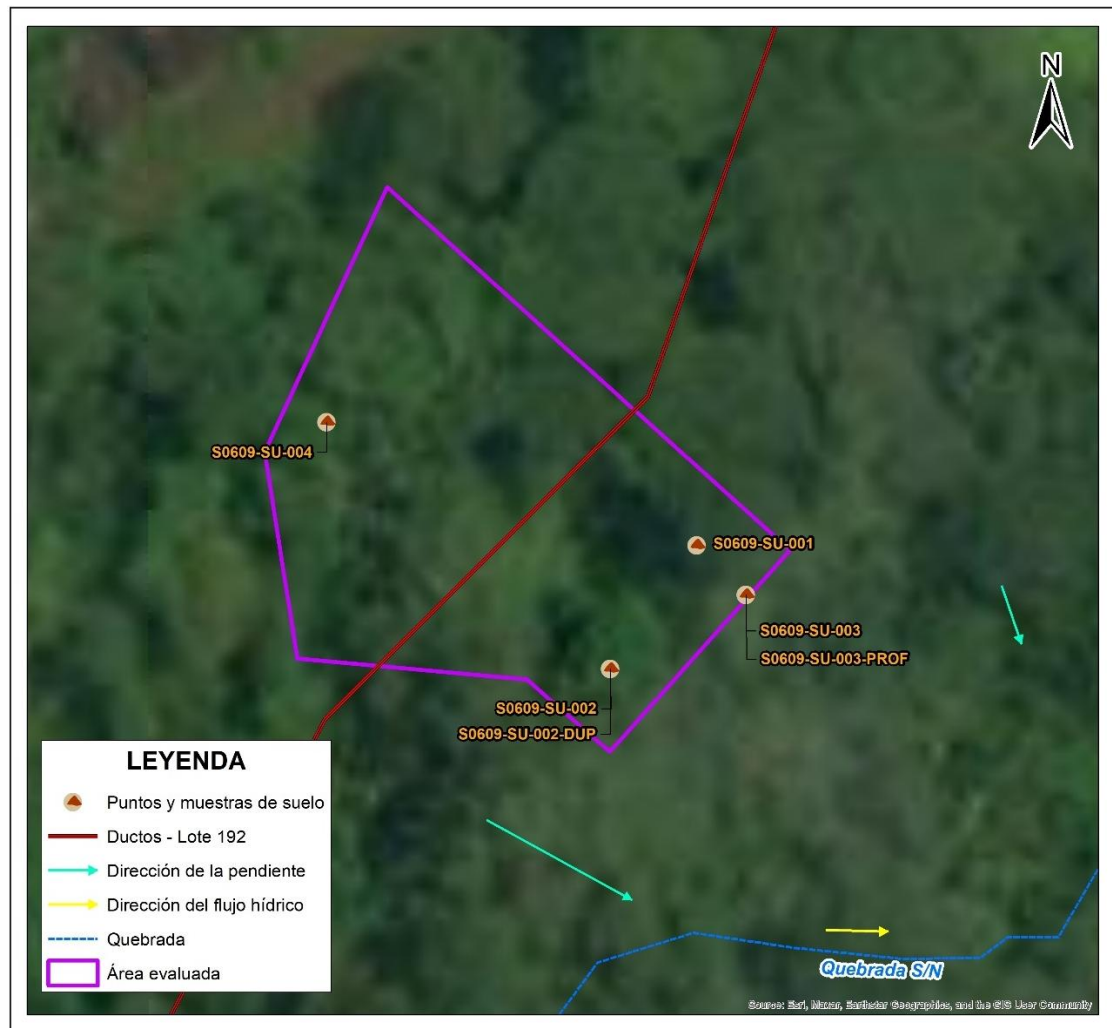 N
S0609-SU-004
S0609-SU-001
S0609-SU-003
S0609-SU-003-PROF
S0609-SU-002
S0609-SU-002-DUP
LEYENDA
Puntos y muestras de suelo
Ductos - Lote 192
Dirección de la pendiente
Dirección del flujo hídrico
Quebrada
Área evaluada
Quebrada S/N
Source: Esri, Maxar, Earthstar Geographics, and the GIS User Community